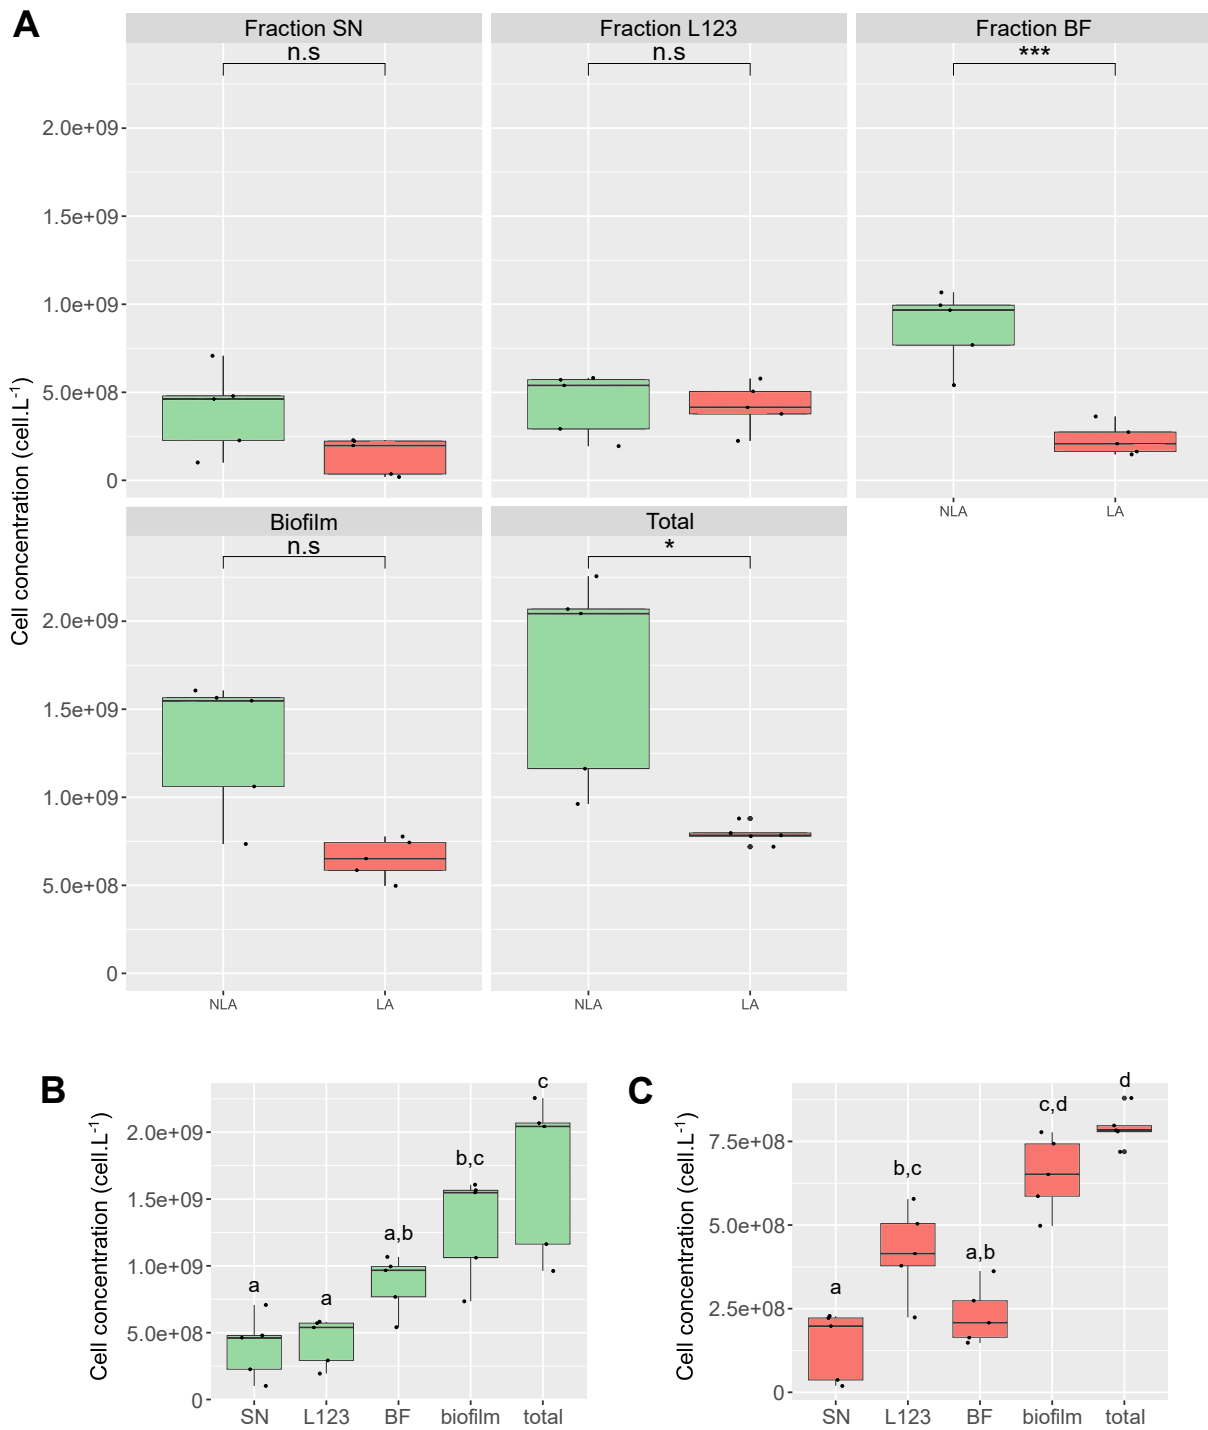 A
Fraction SN
Fraction L123
Fraction BF
n.s
n.s
***
2.0e+09
1.5e+09
1.0e+09
5.0e+08
0
NLA
LA
Cell concentration (cell.L⁻¹)
Biofilm
Total
n.s
*
2.0e+09
1.5e+09
1.0e+09
5.0e+08
0
NLA
LA
NLA
LA
B
Cell concentration (cell.L⁻¹)
2.0e+09
1.5e+09
1.0e+09
5.0e+08
0
a
a
a,b
b,c
c
SN
L123
BF
biofilm
total
C
Cell concentration (cell.L⁻¹)
7.5e+08
5.0e+08
2.5e+08
0
a
b,c
a,b
c,d
d
SN
L123
BF
biofilm
total